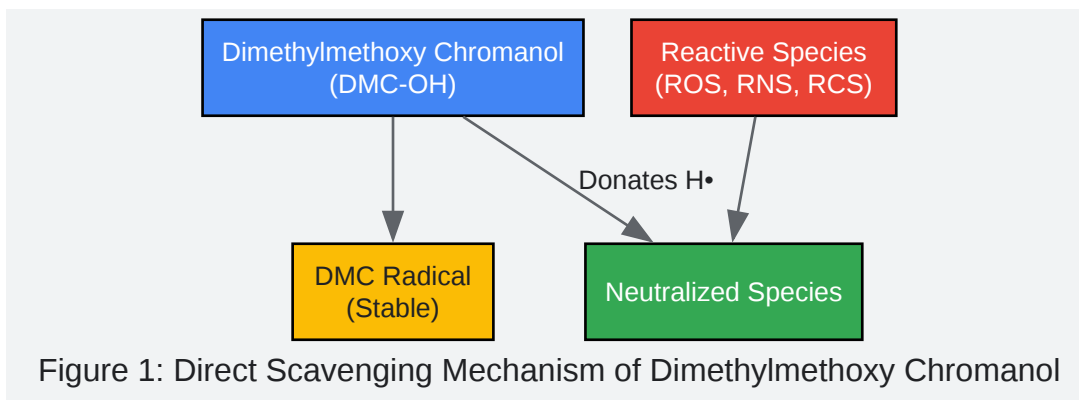 Dimethylmethoxy Chromanol
(DMC-OH)
Reactive Species
(ROS, RNS, RCS)
Donates H•
DMC Radical
(Stable)
Neutralized Species
Figure 1: Direct Scavenging Mechanism of Dimethylmethoxy Chromanol